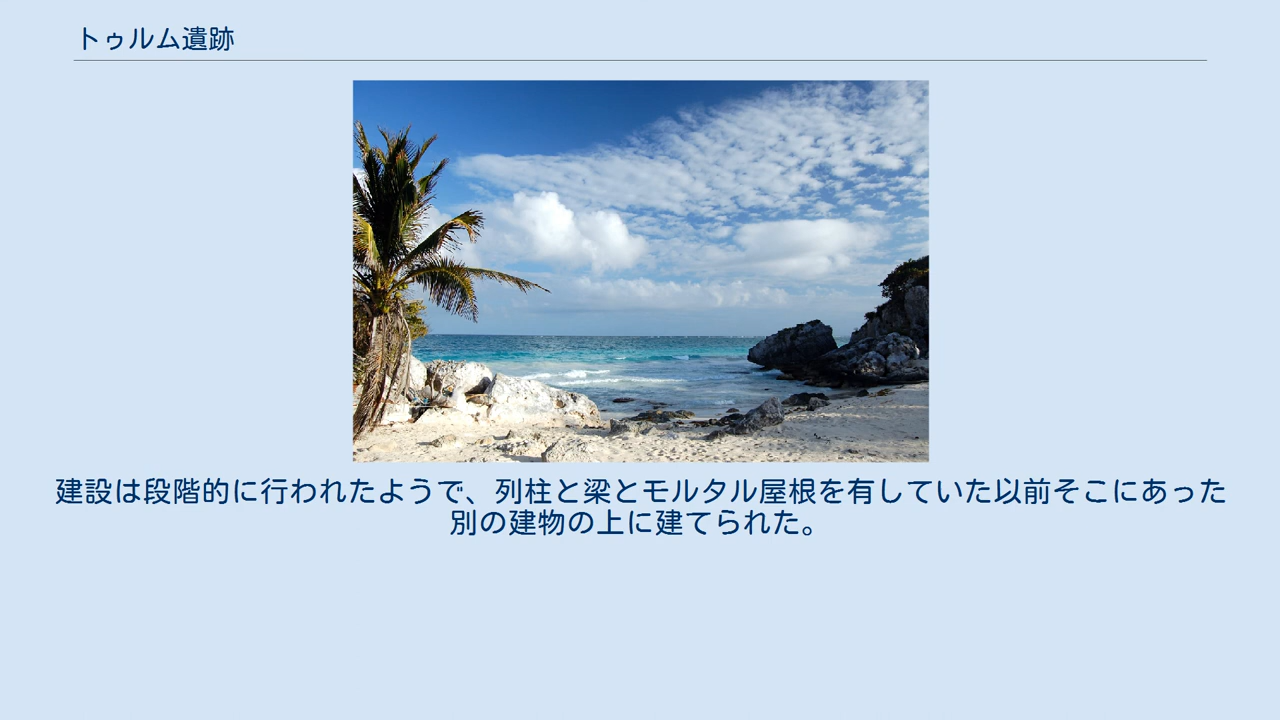 トゥルム遺跡
建設は段階的に行われたようで、列柱と梁とモルタル屋根を有していた以前そこにあった
別の建物の上に建てられた。